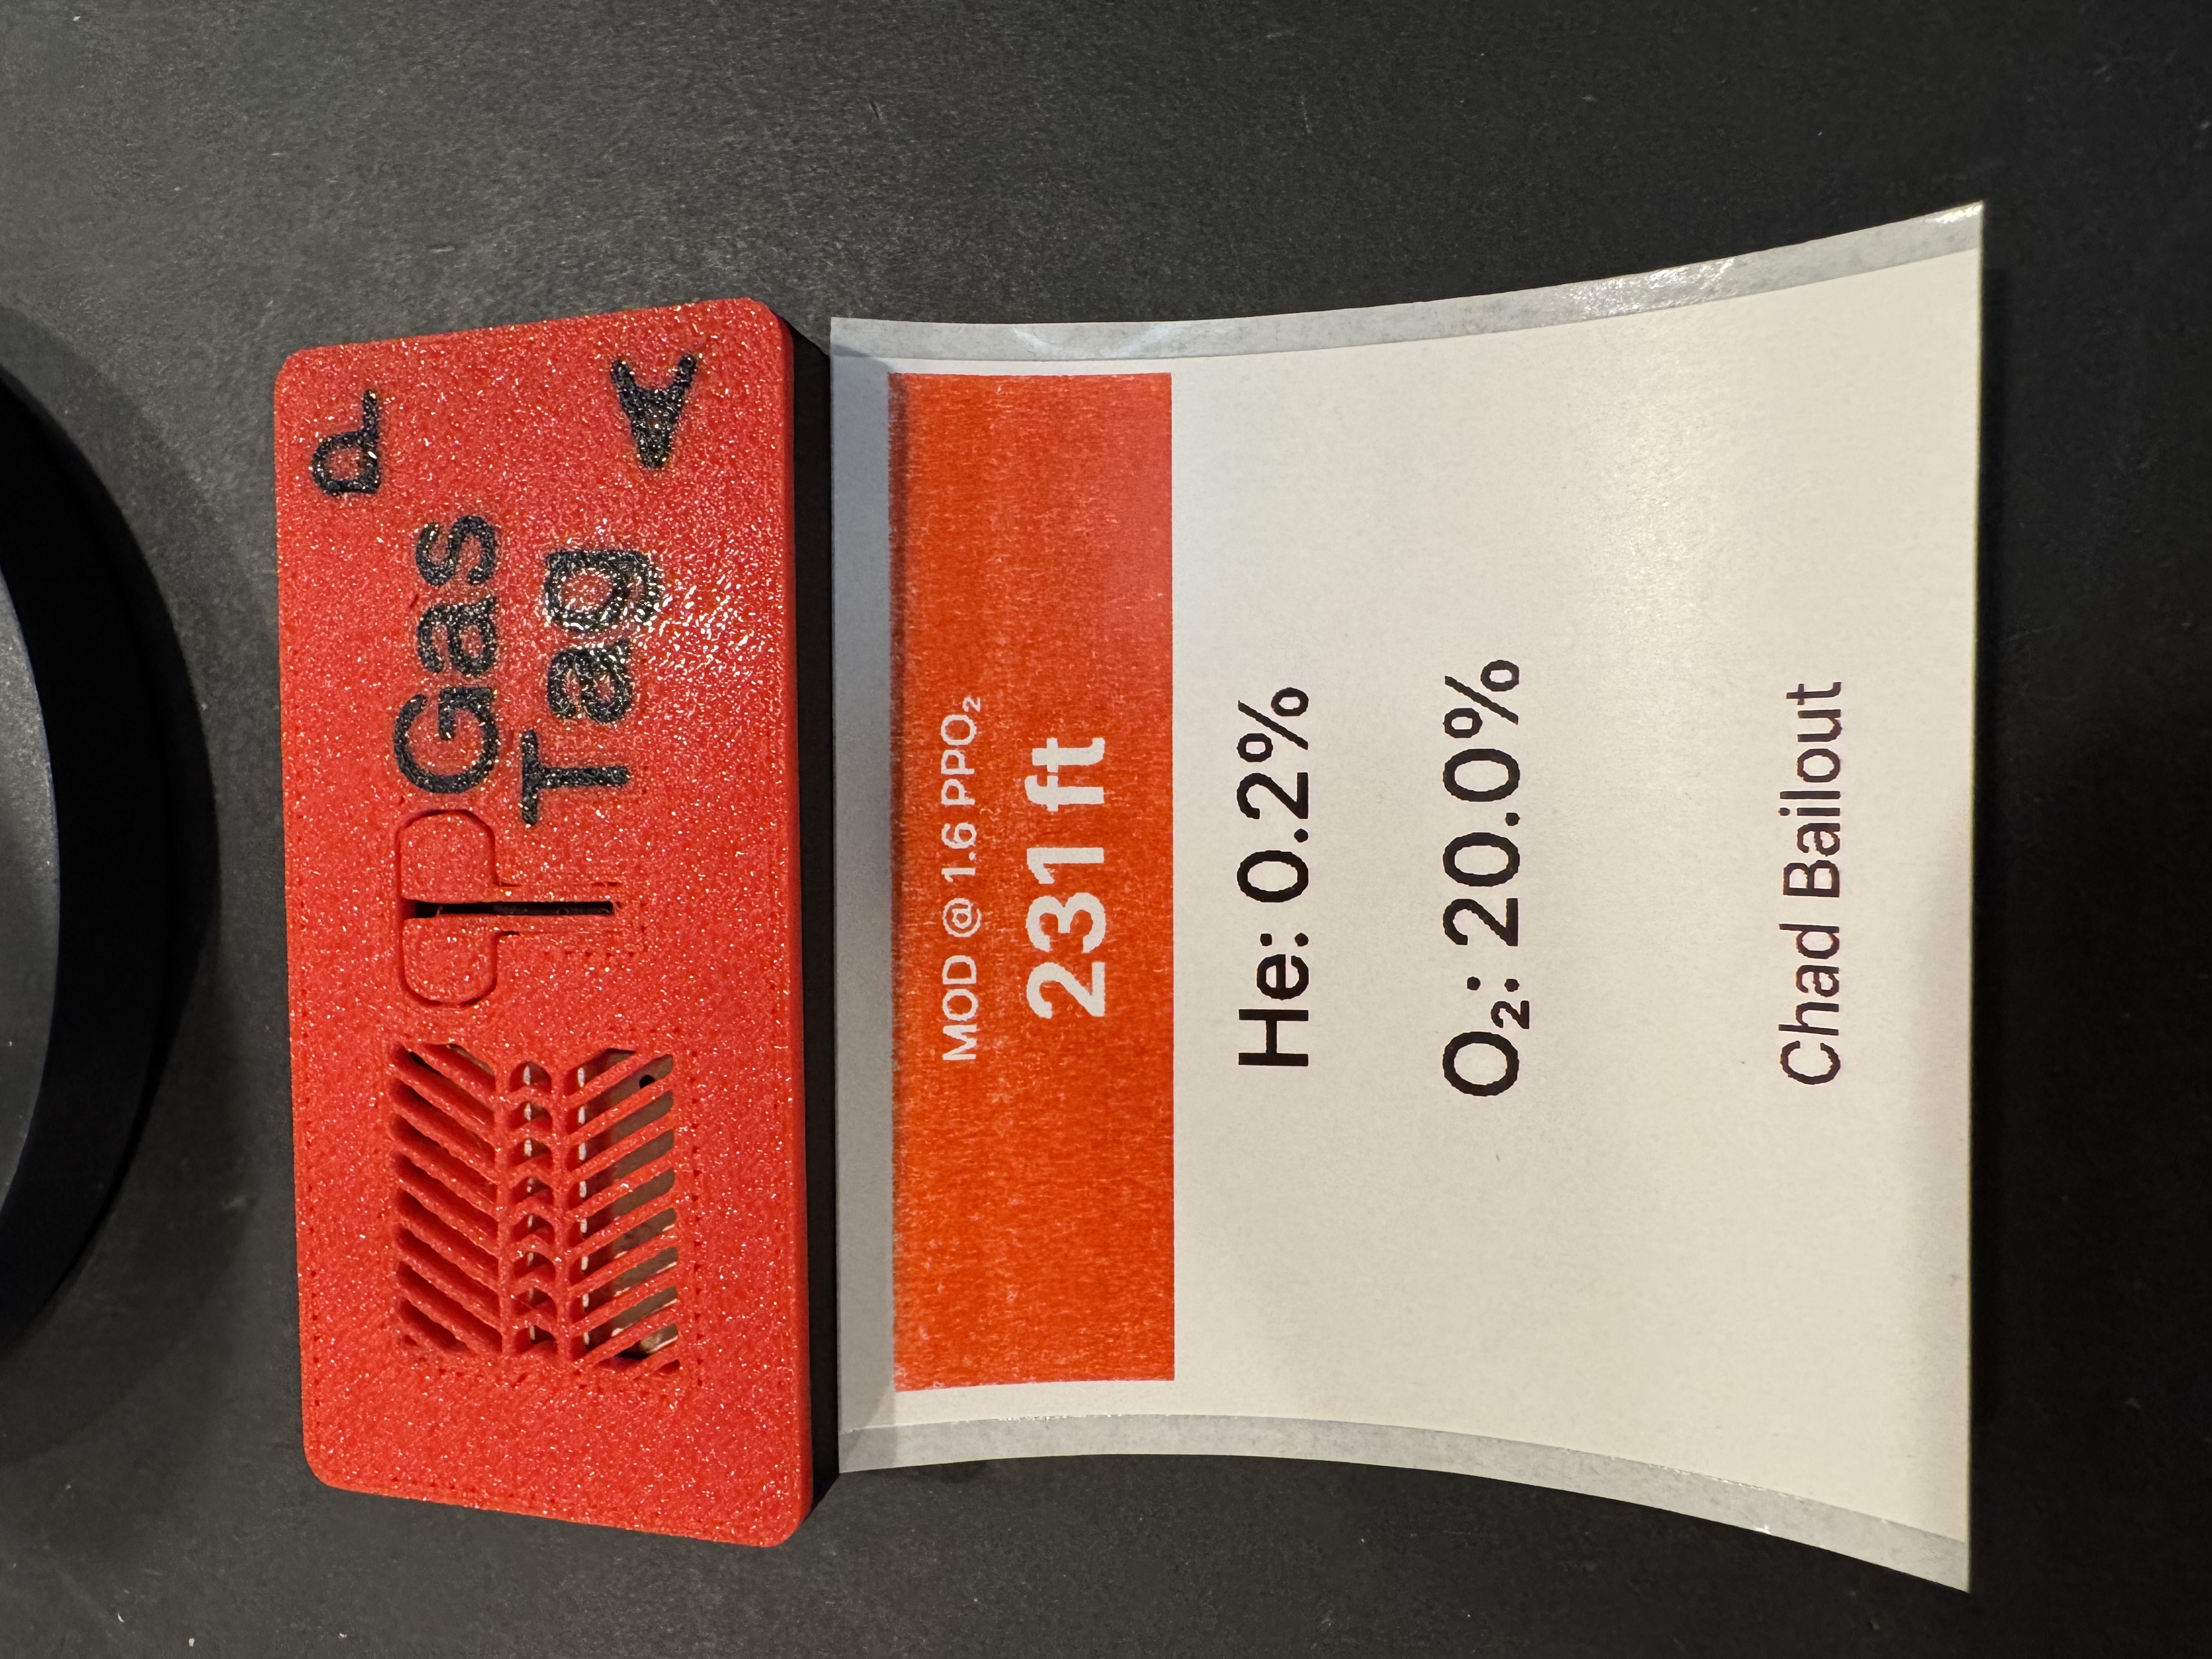 P
Gas
Tag
A
MOD @ 1.6 PPO₂
231 ft
He: 0.2%
O₂: 20.0%
Chad Bailout